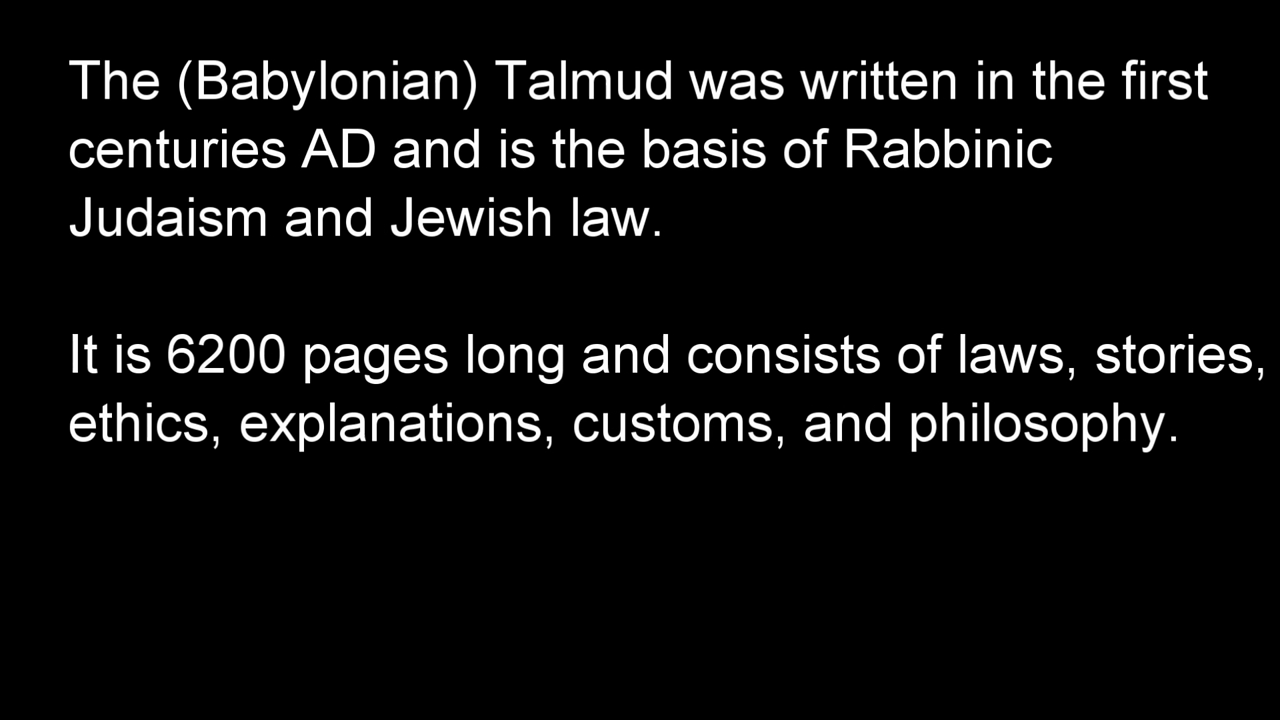 The (Babylonian) Talmud was written in the first
centuries AD and is the basis of Rabbinic
Judaism and Jewish law.
It is 6200 pages long and consists of laws, stories,
ethics, explanations, customs, and philosophy.